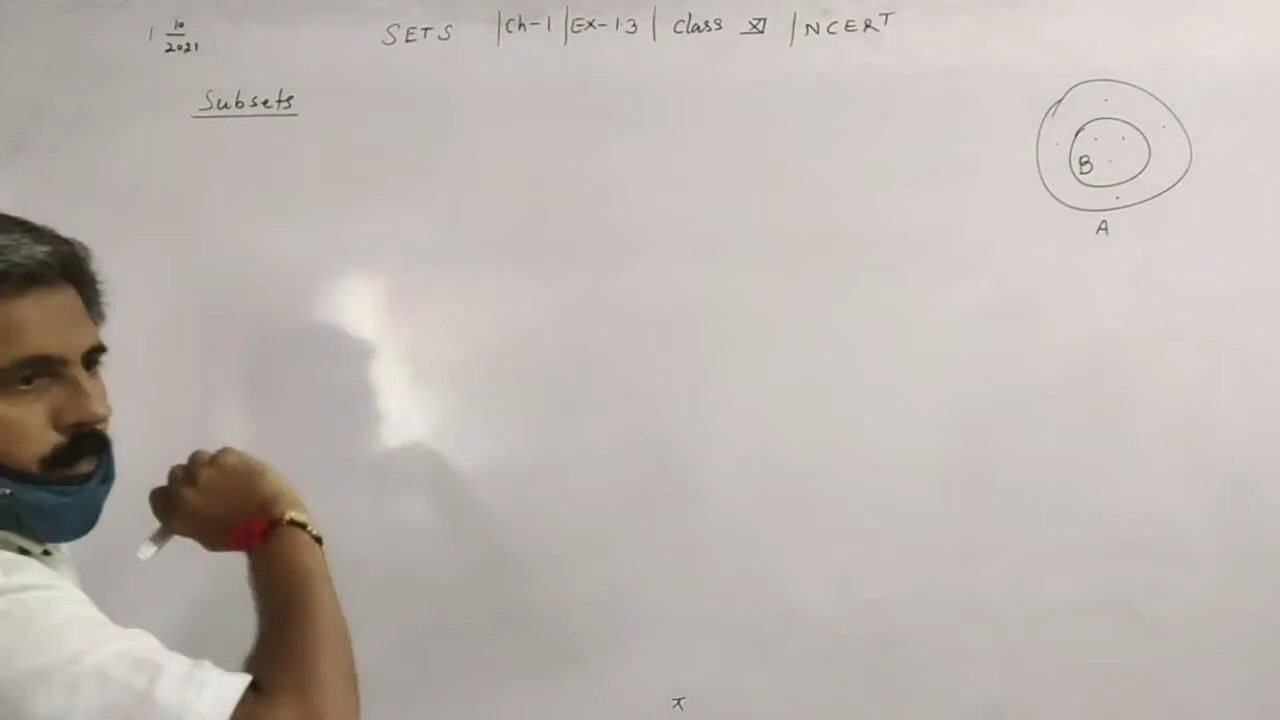 1 10/2021
SETS |Ch-1 |Ex-1.3 | Class XI | NCERT
Subsets
B
A